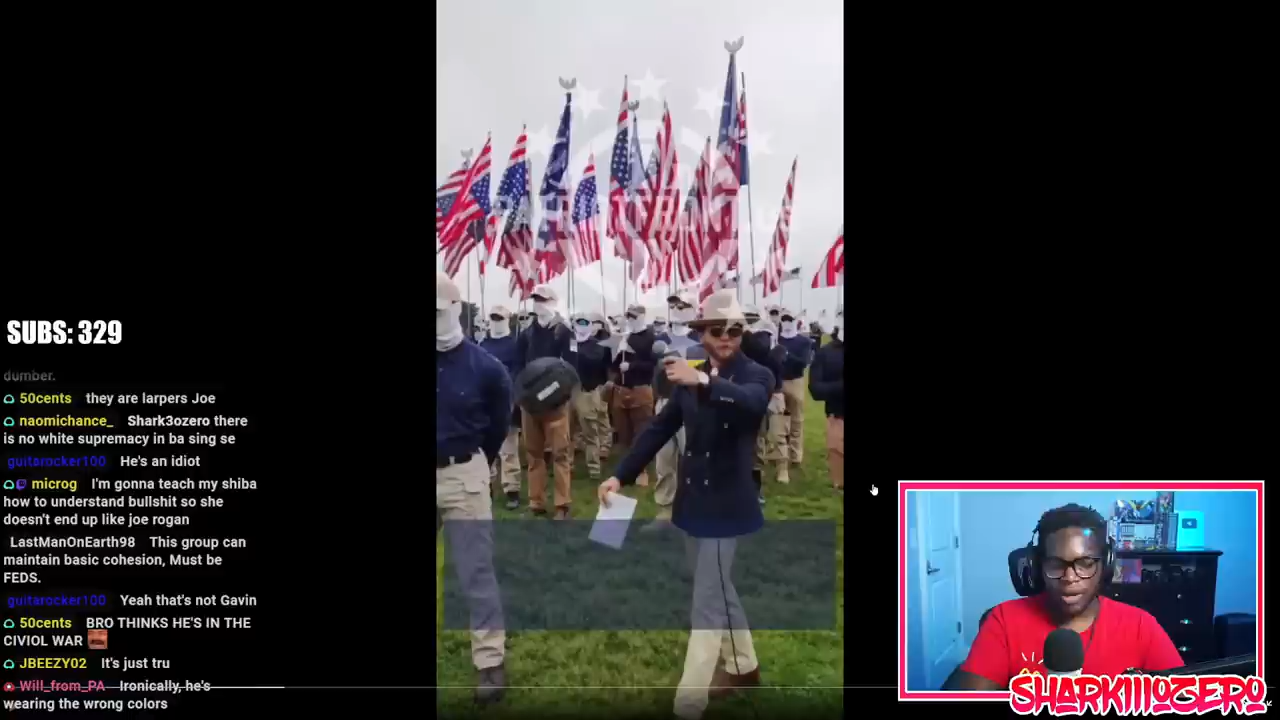 SUBS: 329
dumber.
50cents they are larpers Joe
naomichance_ Shark3ozero there
is no white supremacy in ba sing se
guitarocker100 He's an idiot
microg I'm gonna teach my shiba
how to understand bullshit so she
doesn't end up like joe rogan
LastManOnEarth98 This group can
maintain basic cohesion, Must be
FEDS.
guitarocker100 Yeah that's not Gavin
50cents BRO THINKS HE'S IN THE
CIVIOL WAR
JBEEZY02 It's just tru
Will_from_PA Ironically, he's
wearing the wrong colors
SHARKIIIOZERO